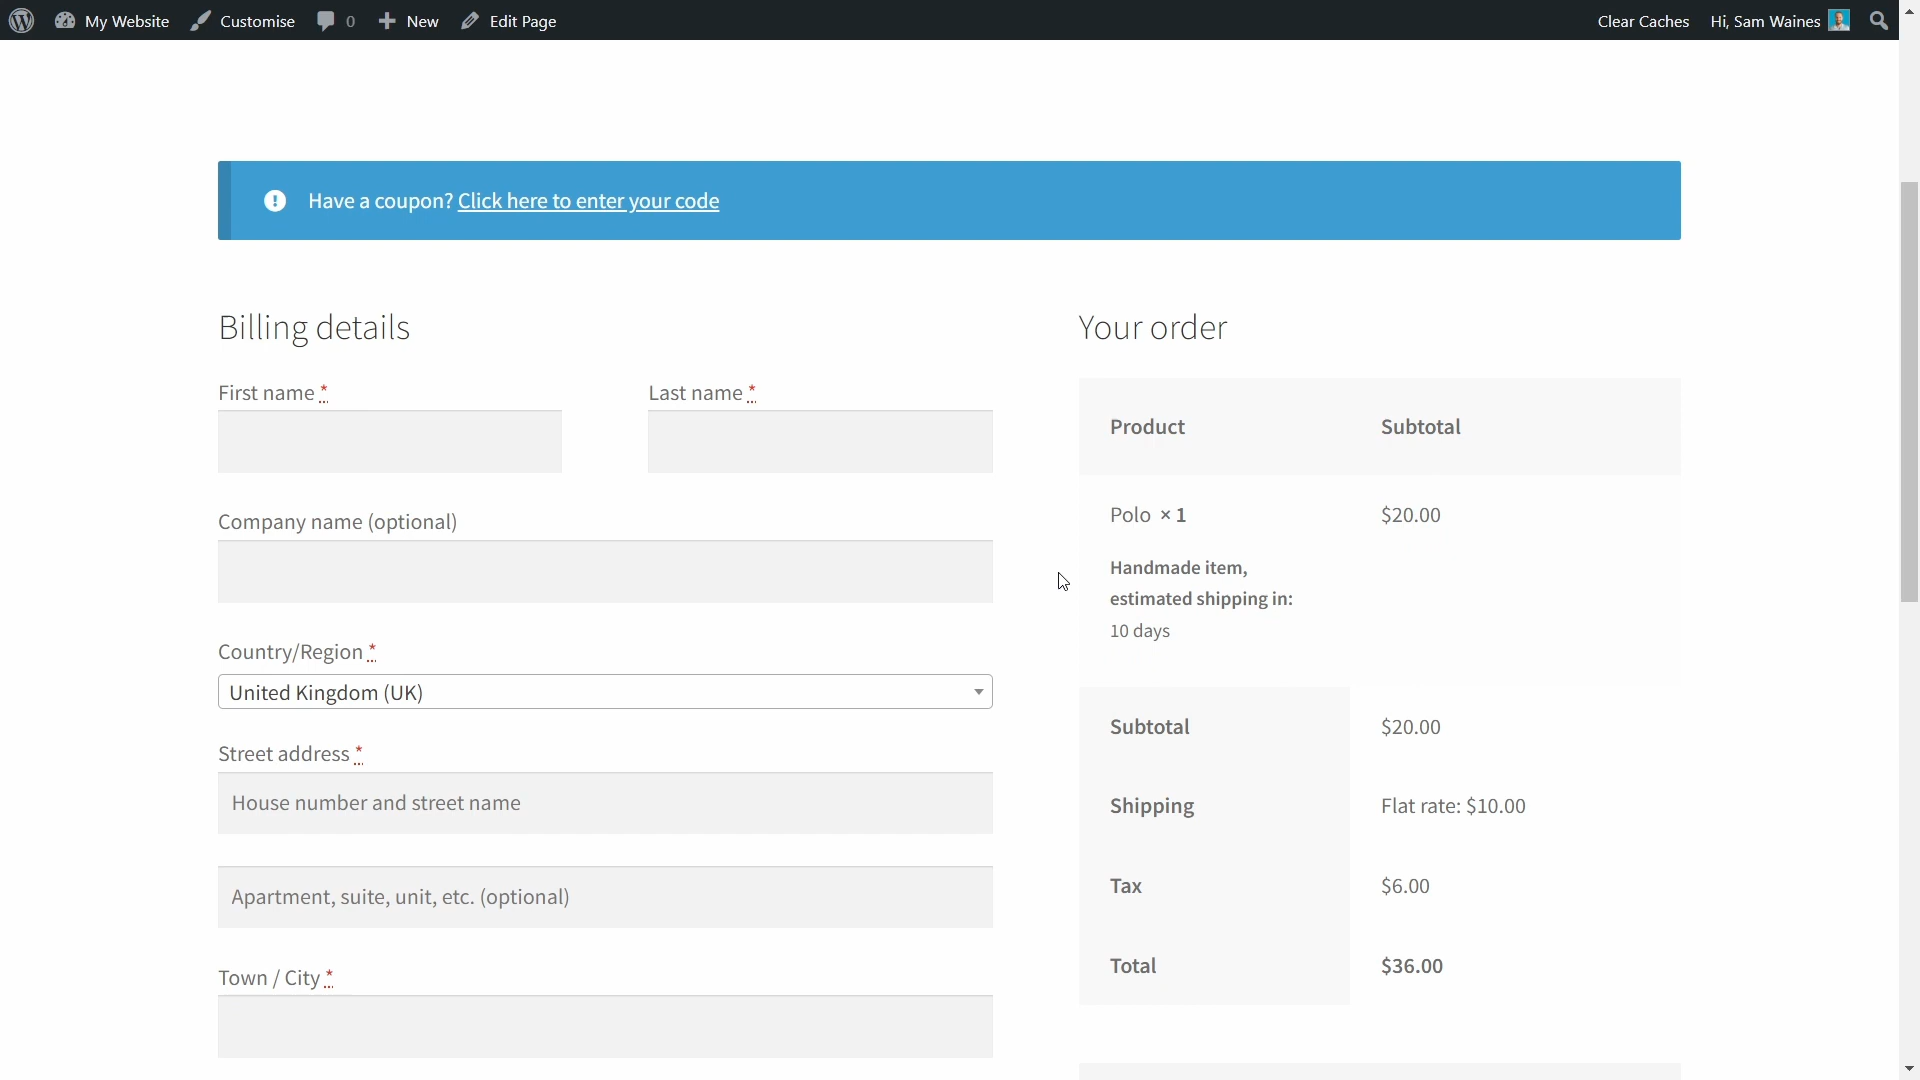 My Website Customise 0 New Edit Page Clear Caches Hi, Sam Waines
Have a coupon? Click here to enter your code
Billing details
First name *
Last name *
Company name (optional)
Country/Region *
United Kingdom (UK)
Street address *
House number and street name
Apartment, suite, unit, etc. (optional)
Town / City *
Your order
Product Subtotal
Polo × 1 $20.00
Handmade item,
estimated shipping in:
10 days
Subtotal $20.00
Shipping Flat rate: $10.00
Tax $6.00
Total $36.00